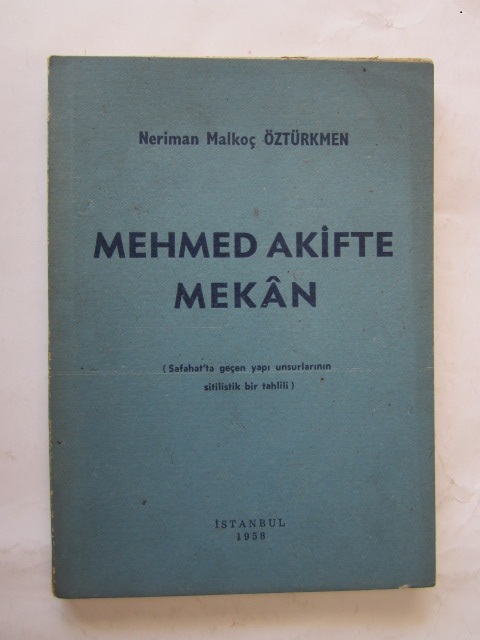 Neriman Malkoç ÖZTÜRKMEN
MEHMED AKİFTE
MEKÂN
( Safahat'ta geçen yapı unsurlarının
sitilistik bir tahlili )
İSTANBUL
1958